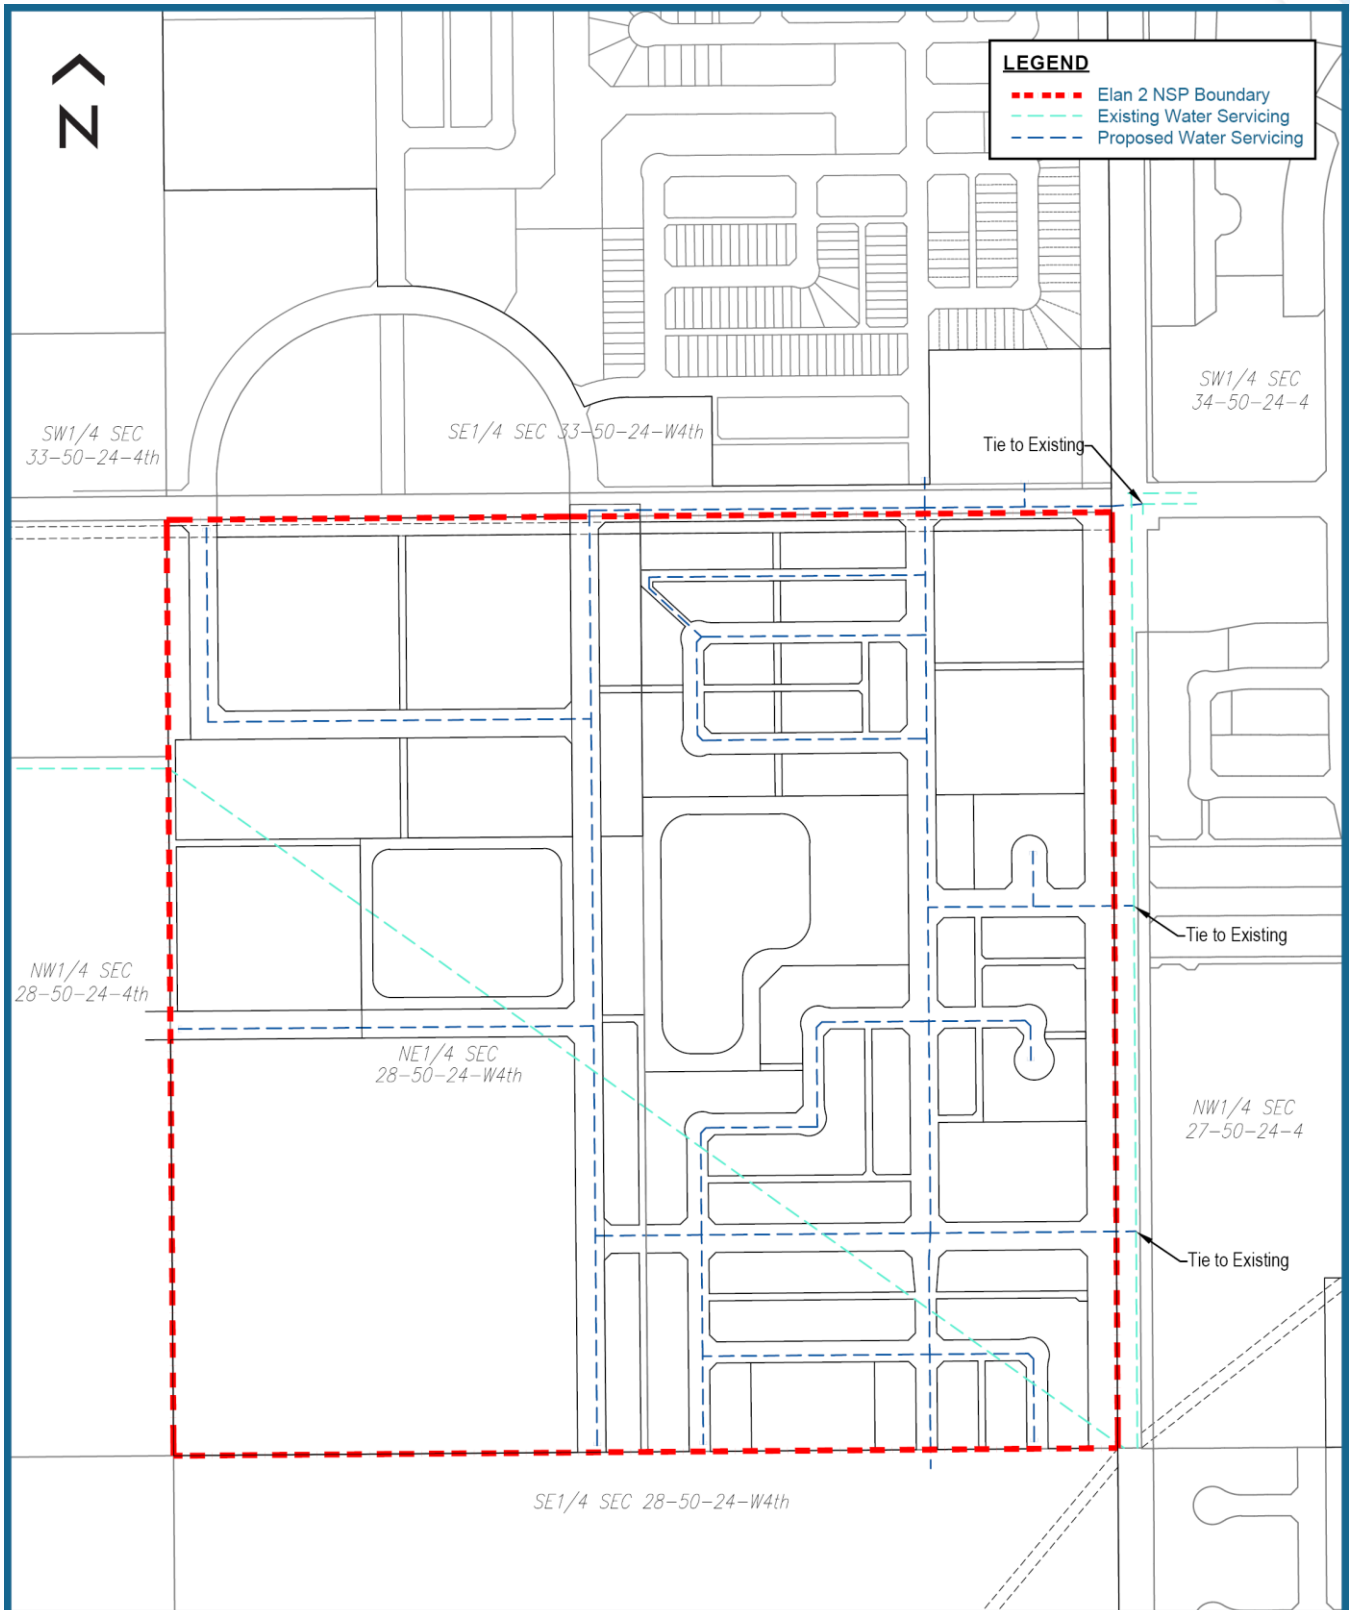 N
LEGEND
Elan 2 NSP Boundary
Existing Water Servicing
Proposed Water Servicing
SW1/4 SEC
34-50-24-4
SW1/4 SEC
33-50-24-4th
SE1/4 SEC 33-50-24-W4th
Tie to Existing
Tie to Existing
NW1/4 SEC
28-50-24-4th
NE1/4 SEC
28-50-24-W4th
NW1/4 SEC
27-50-24-4
Tie to Existing
SE1/4 SEC 28-50-24-W4th